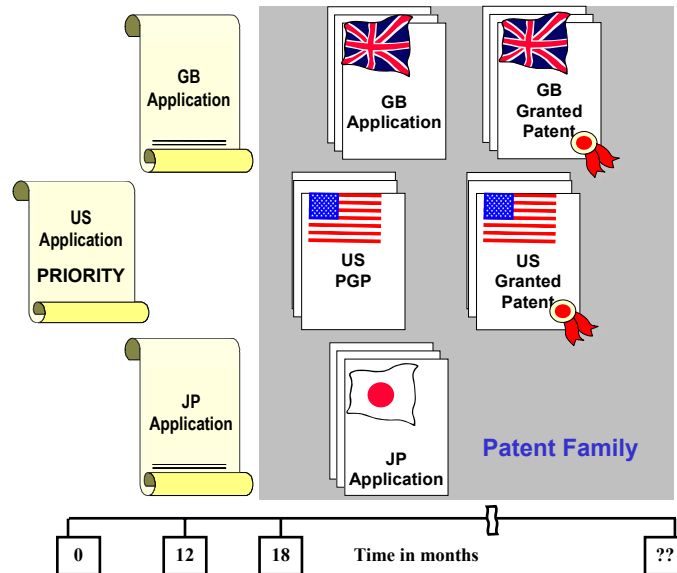 GB
Application
GB
Application
GB
Granted
Patent
US
Application
PRIORITY
US
PGP
US
Granted
Patent
JP
Application
JP
Application
Patent Family
0
12
18
Time in months
??